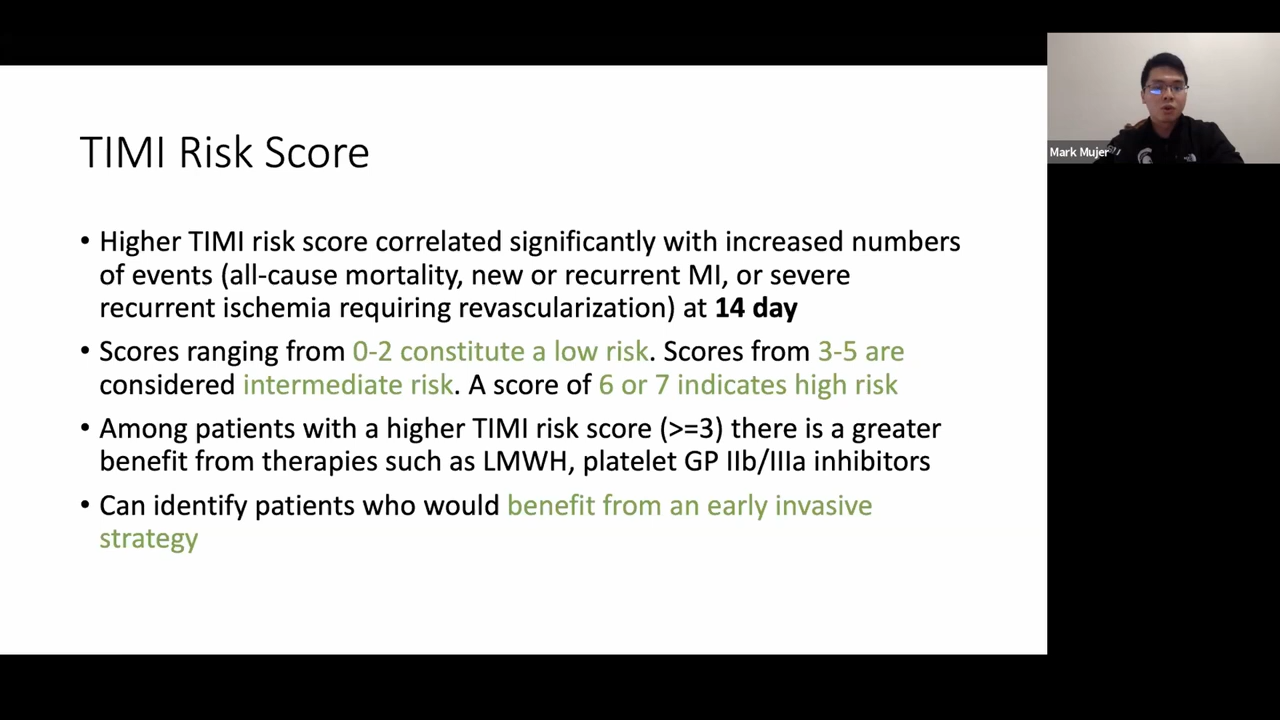 TIMI Risk Score
• Higher TIMI risk score correlated significantly with increased numbers
of events (all-cause mortality, new or recurrent MI, or severe
recurrent ischemia requiring revascularization) at 14 day
• Scores ranging from 0-2 constitute a low risk. Scores from 3-5 are
considered intermediate risk. A score of 6 or 7 indicates high risk
• Among patients with a higher TIMI risk score (>=3) there is a greater
benefit from therapies such as LMWH, platelet GP IIb/IIIa inhibitors
• Can identify patients who would benefit from an early invasive
strategy
Mark Mujer